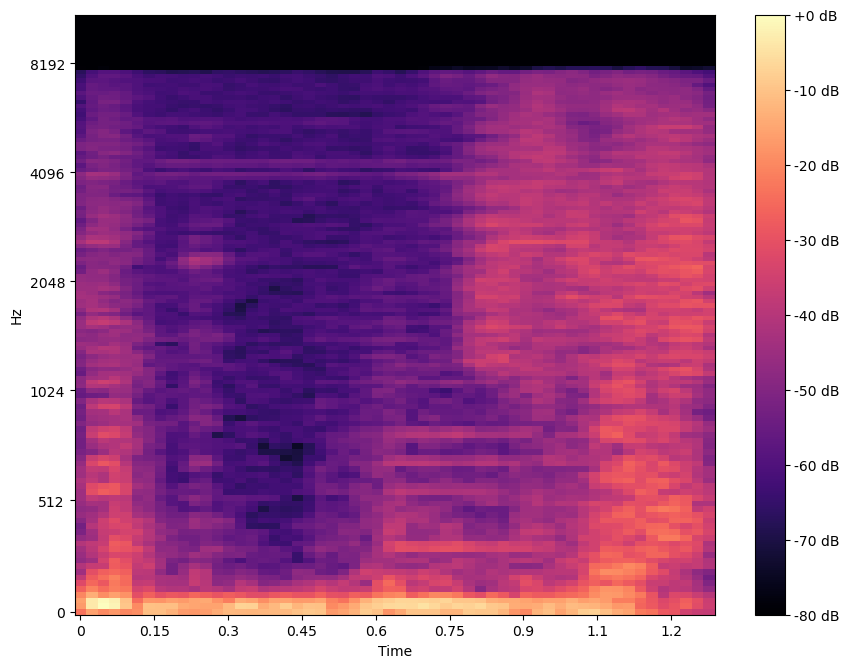 +0 dB
8192
-10 dB
4096
-20 dB
-30 dB
2048
Hz
-40 dB
1024
-50 dB
-60 dB
512
-70 dB
0
-80 dB
0 0.15 0.3 0.45 0.6 0.75 0.9 1.1 1.2
Time